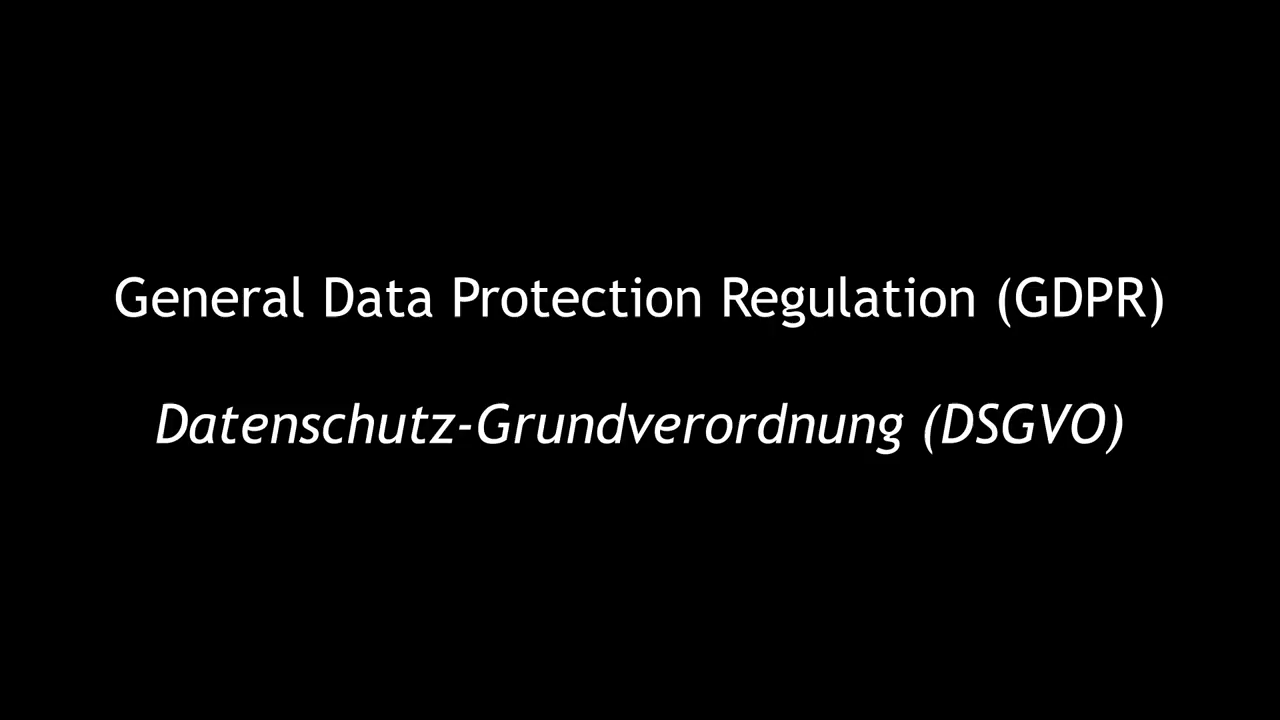 General Data Protection Regulation (GDPR)
Datenschutz-Grundverordnung (DSGVO)